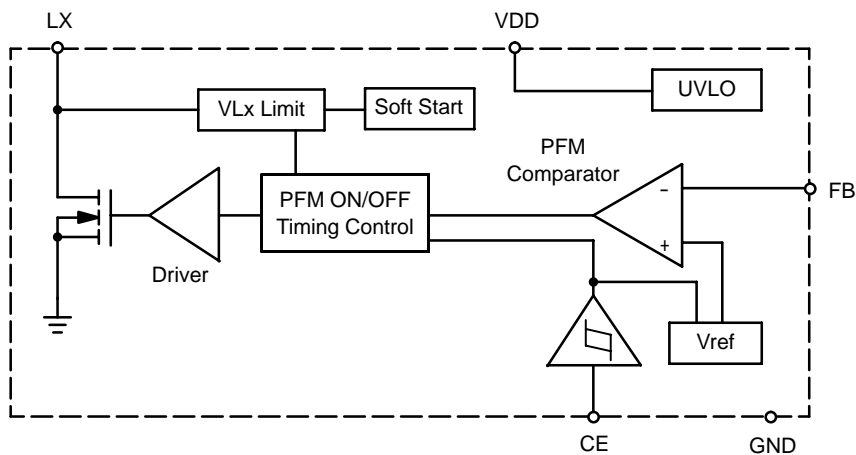 LX
VDD
VLx Limit
Soft Start
UVLO
PFM
Comparator
PFM ON/OFF
Timing Control
–
+
FB
Driver
Vref
CE
GND